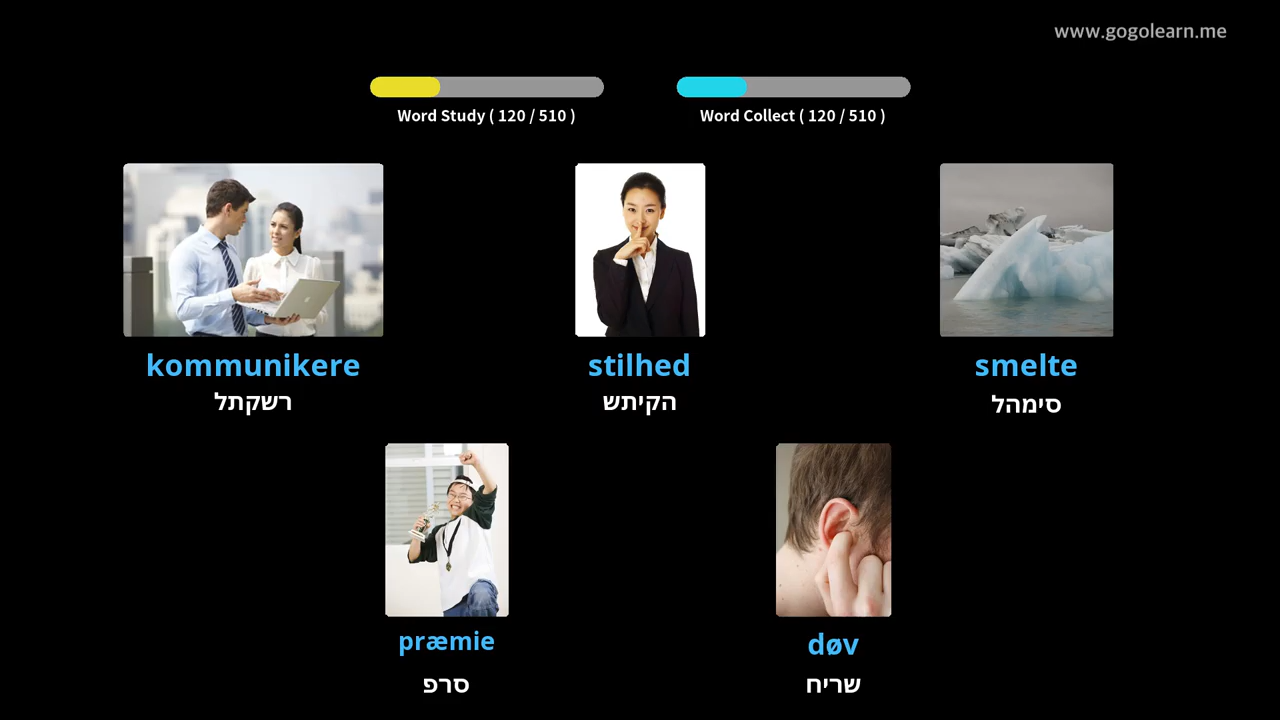 www.gogolearn.me
Word Study ( 120 / 510 )
Word Collect ( 120 / 510 )
kommunikere
רשקתל
stilhed
הקיתש
smelte
סימהל
præmie
סרפ
døv
שריח